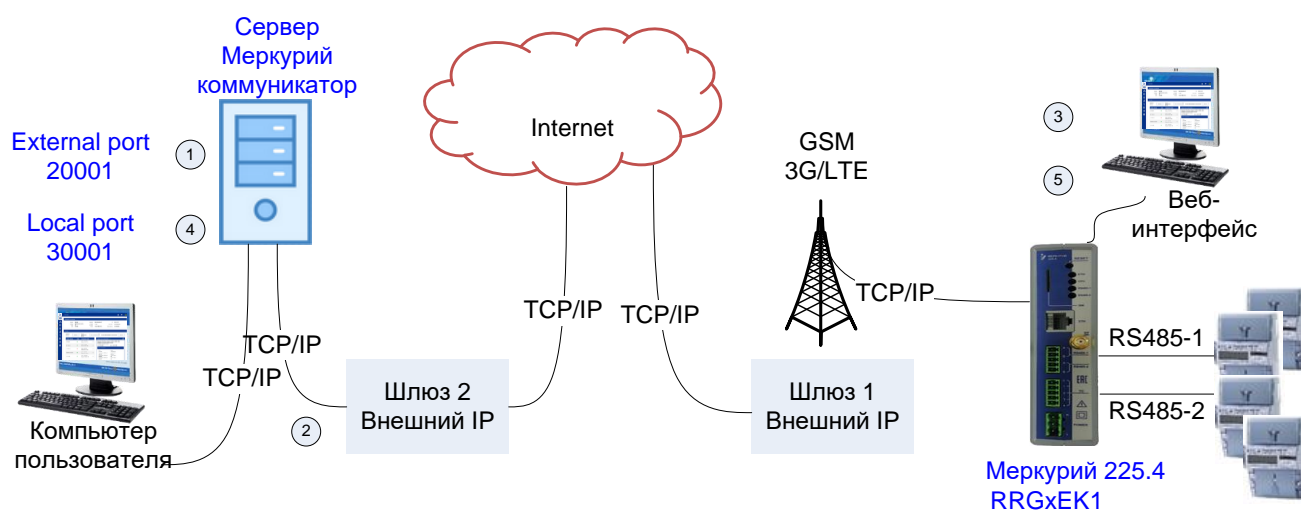 Сервер
Меркурий
коммуникатор
External port
20001
1
Local port
30001
4
Internet
GSM
3G/LTE
3
5
Веб-
интерфейс
TCP/IP
TCP/IP
TCP/IP
TCP/IP
TCP/IP
RS485-1
RS485-2
Шлюз 2
Внешний IP
Шлюз 1
Внешний IP
2
Компьютер
пользователя
Меркурий 225.4
RRGxEK1